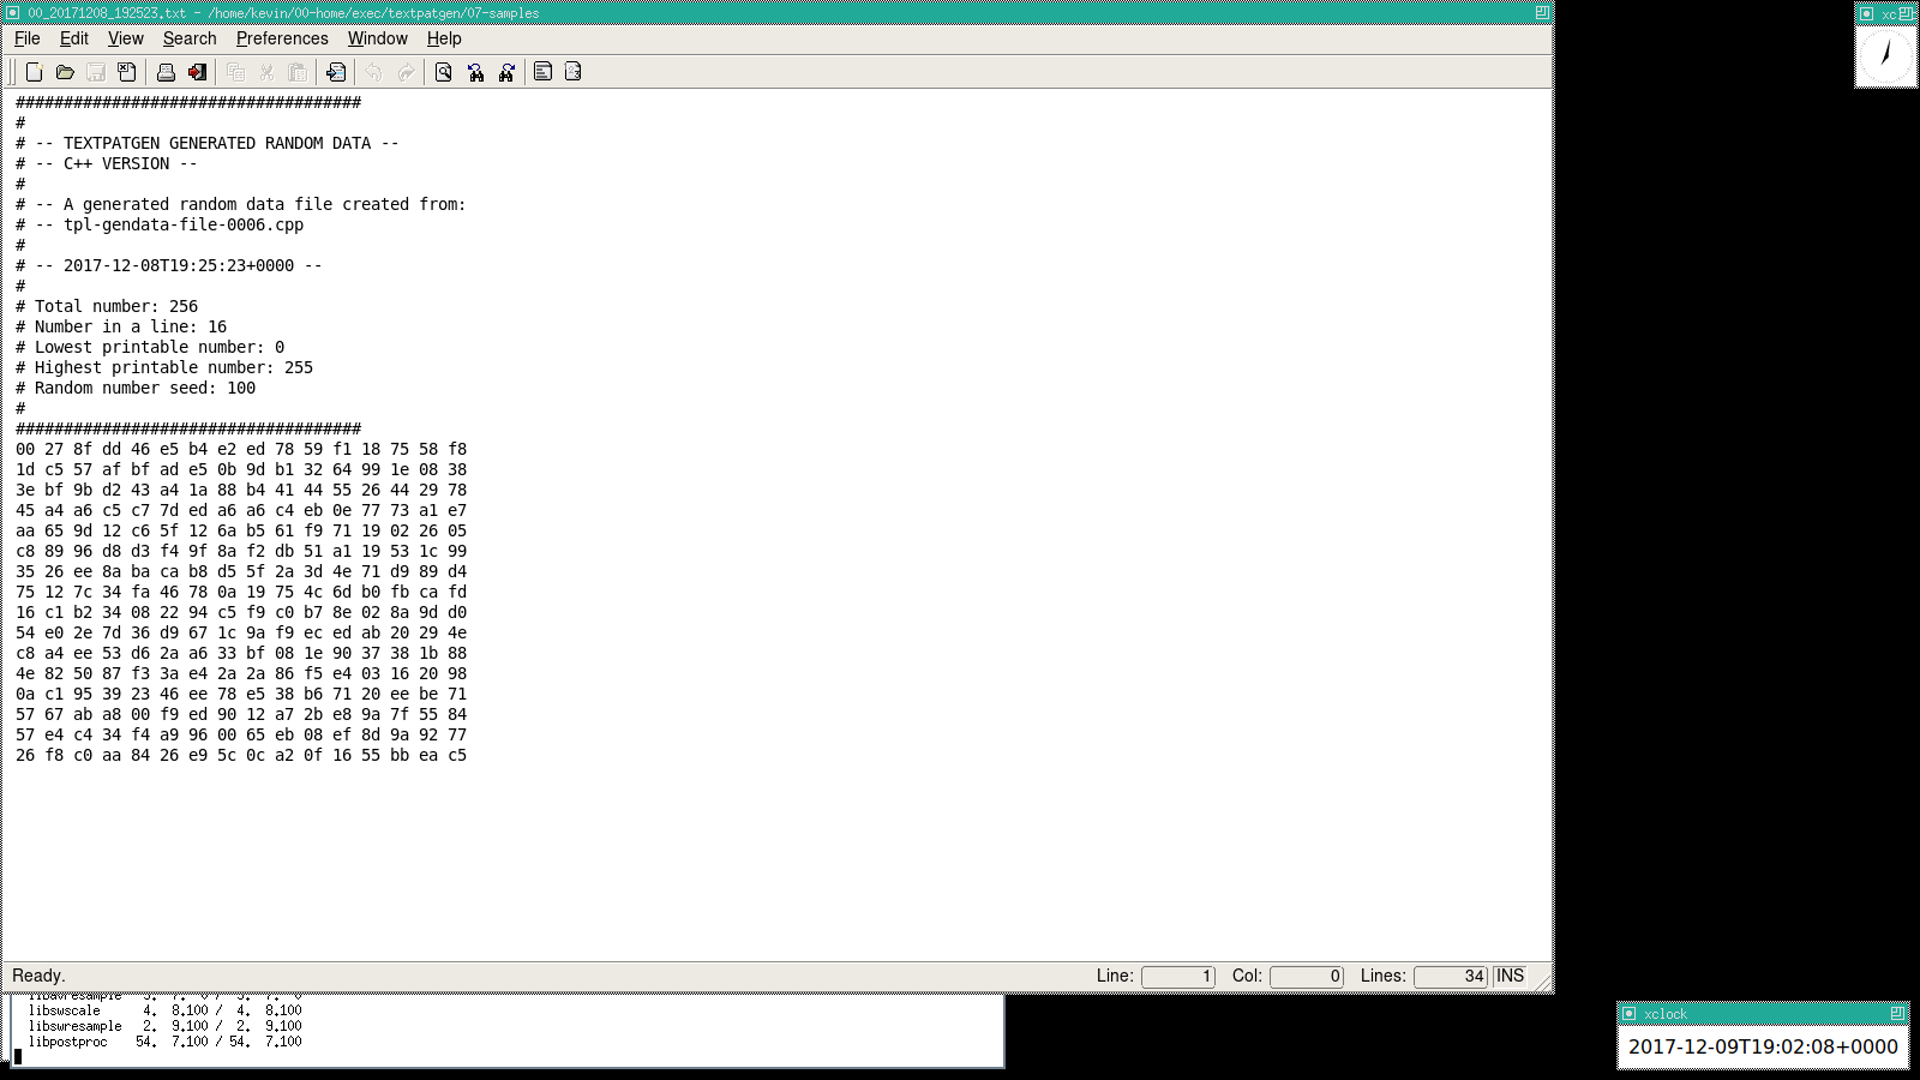 00_20171208_192523.txt - /home/kevin/00-home/exec/textpatgen/07-samples
File Edit View Search Preferences Window Help
####################################
#
# -- TEXTPATGEN GENERATED RANDOM DATA --
# -- C++ VERSION --
#
# -- A generated random data file created from:
# -- tpl-gendata-file-0006.cpp
#
# -- 2017-12-08T19:25:23+0000 --
#
# Total number: 256
# Number in a line: 16
# Lowest printable number: 0
# Highest printable number: 255
# Random number seed: 100
#
####################################
00 27 8f dd 46 e5 b4 e2 ed 78 59 f1 18 75 58 f8
1d c5 57 af bf ad e5 0b 9d b1 32 64 99 1e 08 38
3e bf 9b d2 43 a4 1a 88 b4 41 44 55 26 44 29 78
45 a4 a6 c5 c7 7d ed a6 a6 c4 eb 0e 77 73 a1 e7
aa 65 9d 12 c6 5f 12 6a b5 61 f9 71 19 02 26 05
c8 89 96 d8 d3 f4 9f 8a f2 db 51 a1 19 53 1c 99
35 26 ee 8a ba ca b8 d5 5f 2a 3d 4e 71 d9 89 d4
75 12 7c 34 fa 46 78 0a 19 75 4c 6d b0 fb ca fd
16 c1 b2 34 08 22 94 c5 f9 c0 b7 8e 02 8a 9d d0
54 e0 2e 7d 36 d9 67 1c 9a f9 ec ed ab 20 29 4e
c8 a4 ee 53 d6 2a a6 33 bf 08 1e 90 37 38 1b 88
4e 82 50 87 f3 3a e4 2a 2a 86 f5 e4 03 16 20 98
0a c1 95 39 23 46 ee 78 e5 38 b6 71 20 ee be 71
57 67 ab a8 00 f9 ed 90 12 a7 2b e8 9a 7f 55 84
57 e4 c4 34 f4 a9 96 00 65 eb 08 ef 8d 9a 92 77
26 f8 c0 aa 84 26 e9 5c 0c a2 0f 16 55 bb ea c5
Ready. Line: 1 Col: 0 Lines: 34 INS
libswscale 4. 8.100 / 4. 8.100
libswresample 2. 9.100 / 2. 9.100
libpostproc 54. 7.100 / 54. 7.100
xc
xclock
2017-12-09T19:02:08+0000